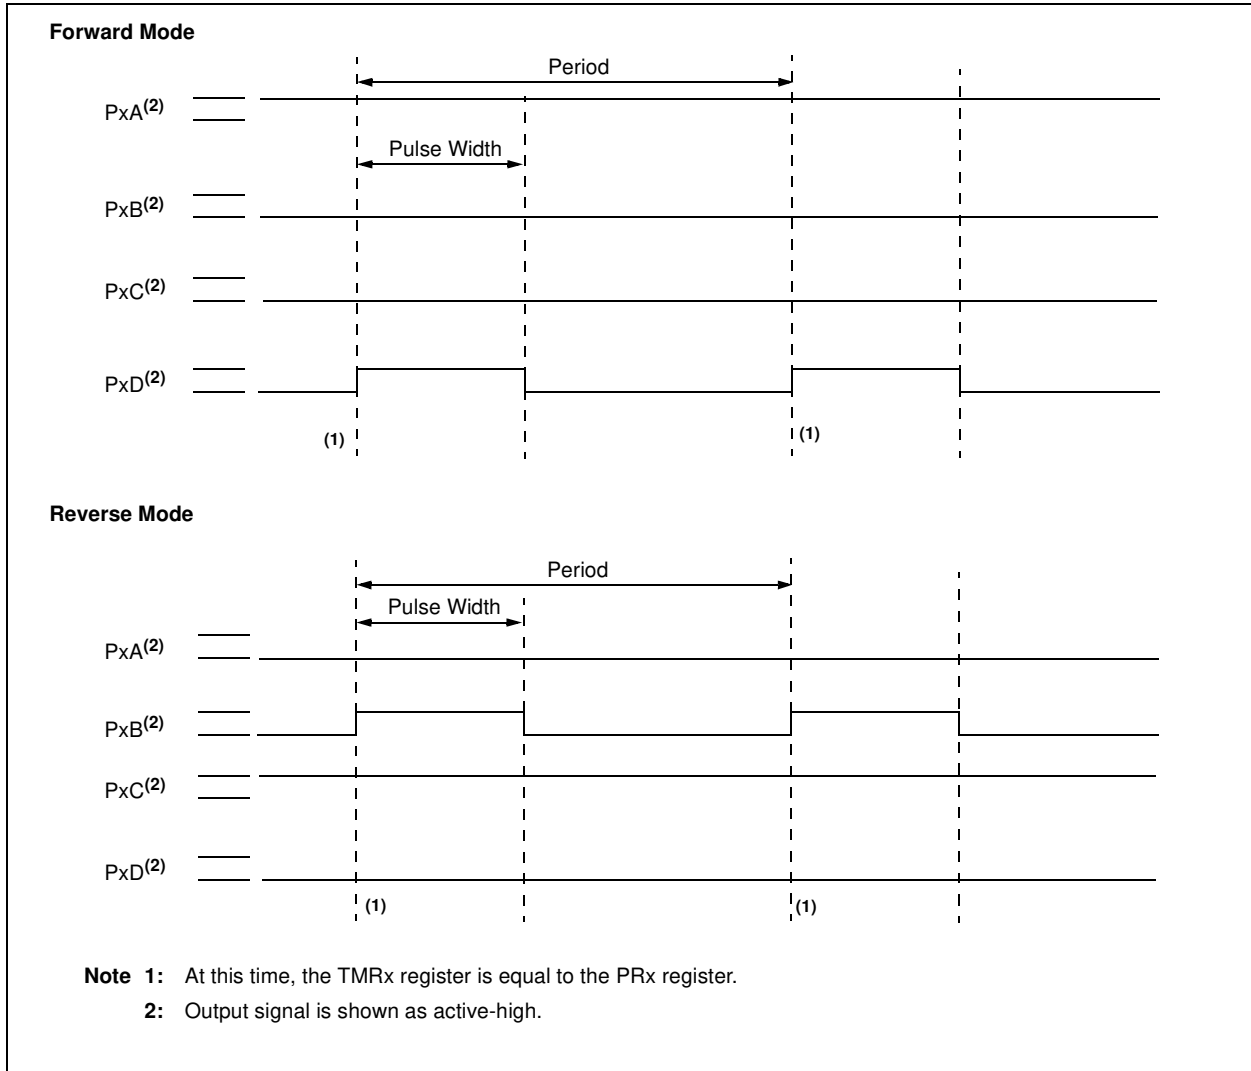 Forward Mode
Period
PxA(2)
Pulse Width
PxB(2)
PxC(2)
PxD(2)
(1)
(1)
Reverse Mode
Period
Pulse Width
PxA(2)
PxB(2)
PxC(2)
PxD(2)
(1)
(1)
Note 1: At this time, the TMRx register is equal to the PRx register.
2: Output signal is shown as active-high.